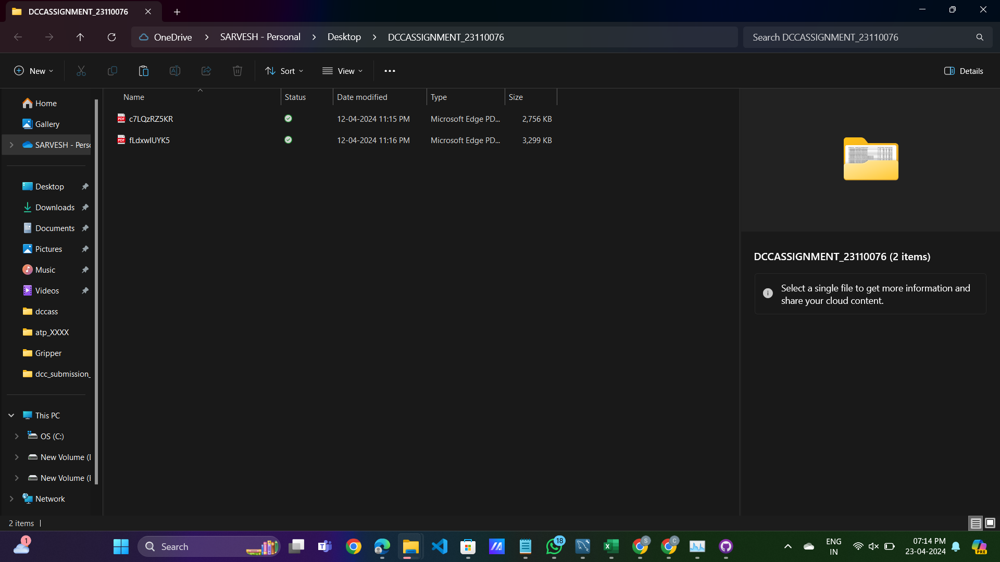 DCCASSIGNMENT_23110076
OneDrive > SARVESH - Personal > Desktop > DCCASSIGNMENT_23110076
Search DCCASSIGNMENT_23110076
New
Sort
View
Details
Name Status Date modified Type Size
c7LQzRZ5KR 12-04-2024 11:15 PM Microsoft Edge PD... 2,756 KB
fLdxwIUYK5 12-04-2024 11:16 PM Microsoft Edge PD... 3,299 KB
Home
Gallery
SARVESH - Perso
Desktop
Downloads
Documents
Pictures
Music
Videos
dccass
atp_XXXX
Gripper
dcc_submission_
This PC
OS (C:)
New Volume (
New Volume (
Network
DCCASSIGNMENT_23110076 (2 items)
Select a single file to get more information and
share your cloud content.
2 items
1
Search
18
S
C
ENG
IN
07:14 PM
23-04-2024
PRE